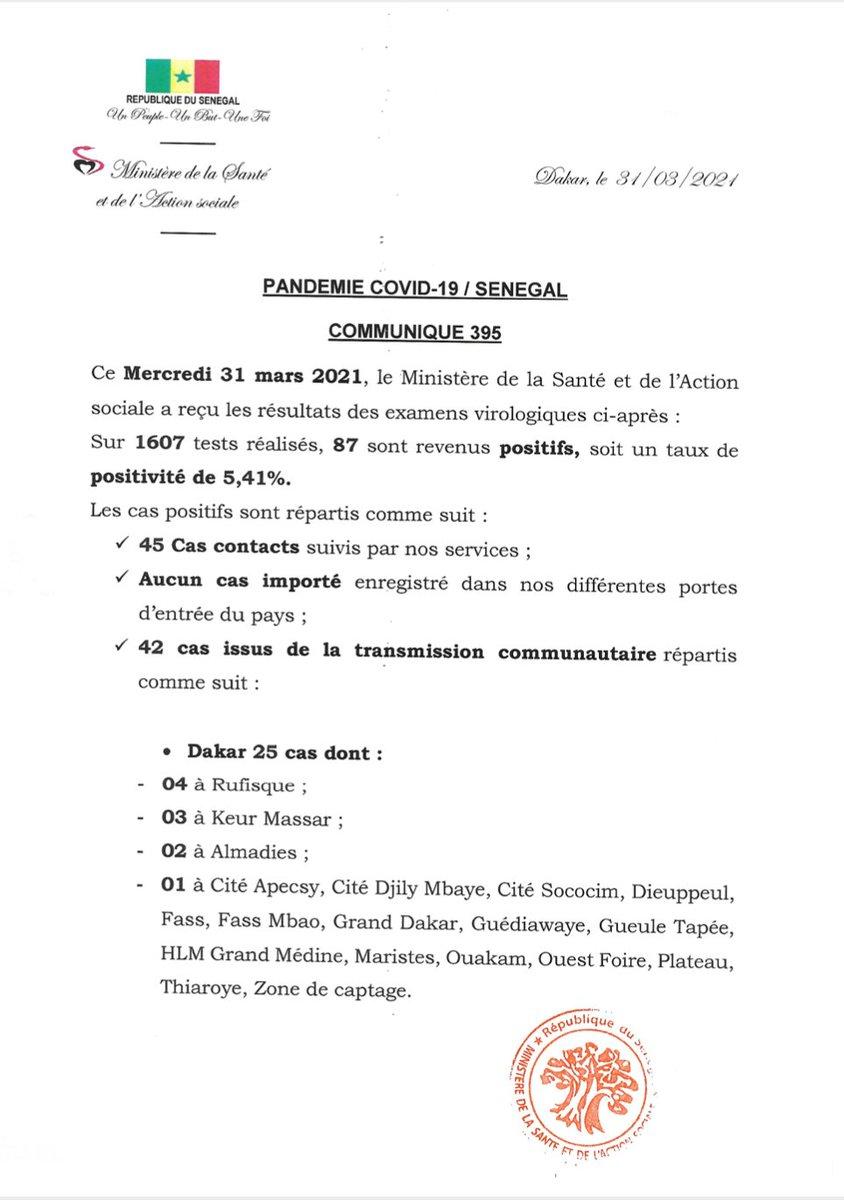 REPUBLIQUE DU SENEGAL
Un Peuple-Un But-Une Foi
Ministère de la Santé
et de l'Action sociale
Dakar, le 31/03/2021
PANDEMIE COVID-19 / SENEGAL
COMMUNIQUE 395
Ce Mercredi 31 mars 2021, le Ministère de la Santé et de l'Action
sociale a reçu les résultats des examens virologiques ci-après :
Sur 1607 tests réalisés, 87 sont revenus positifs, soit un taux de
positivité de 5,41%.
Les cas positifs sont répartis comme suit :
✓ 45 Cas contacts suivis par nos services ;
✓ Aucun cas importé enregistré dans nos différentes portes
d'entrée du pays ;
✓ 42 cas issus de la transmission communautaire répartis
comme suit :
• Dakar 25 cas dont :
- 04 à Rufisque ;
- 03 à Keur Massar ;
- 02 à Almadies ;
- 01 à Cité Apecsy, Cité Djily Mbaye, Cité Sococim, Dieuppeul,
Fass, Fass Mbao, Grand Dakar, Guédiawaye, Gueule Tapée,
HLM Grand Médine, Maristes, Ouakam, Ouest Foire, Plateau,
Thiaroye, Zone de captage.
★ République du
MINISTERE DE LA SANTE ET DE L'ACTION